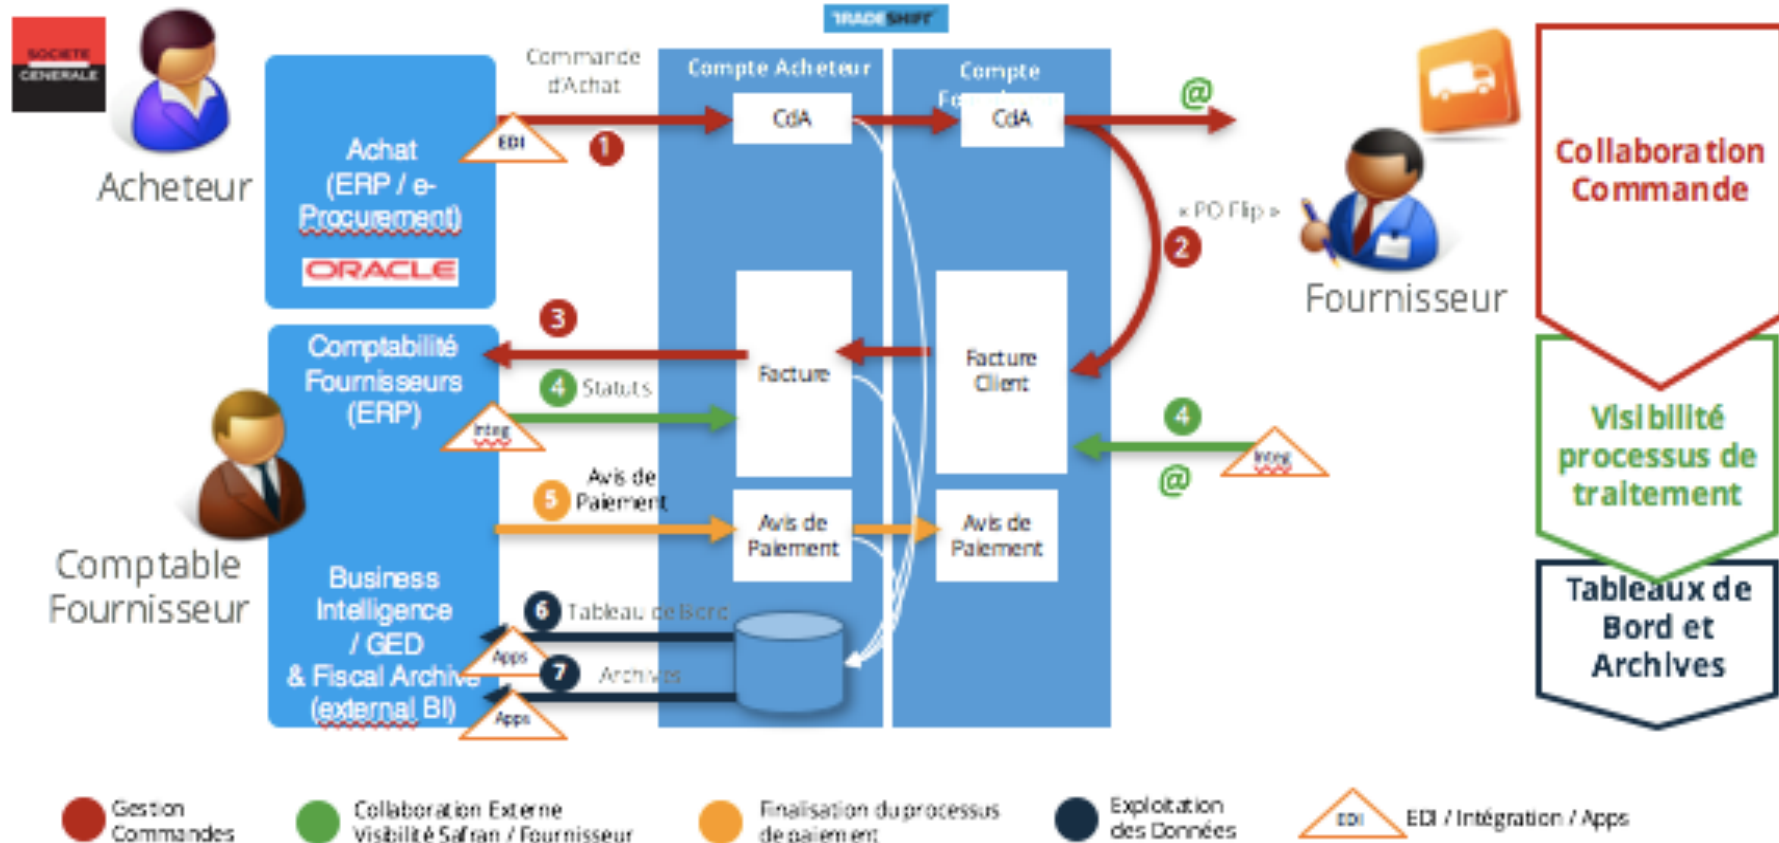 SOCIETE
GENERALE
Acheteur
Achat
(ERP / e-
Procurement)
ORACLE
EDI
Commande
d'Achat
1
TRADESHIFT
Compte Acheteur
CdA
Compte
CdA
@
« PO Flip »
2
Fournisseur
Collaboration
Commande
Comptabilité
Fournisseurs
(ERP)
3
4 Statuts
Integ
Facture
Facture
Client
4
@
Integ
Visibilité
processus de
traitement
Comptable
Fournisseur
Avis de
5 Paiement
Avis de
Paiement
Avis de
Paiement
Business
Intelligence
/ GED
& Fiscal Archive
(external BI)
6 Tableau de Bord
Apps
7 Archives
Apps
Tableaux de
Bord et
Archives
Gestion
Commandes
Collaboration Externe
Visibilité Safran / Fournisseur
Finalisation du processus
de paiement
Exploitation
des Données
EDI
EDI / Intégration / Apps